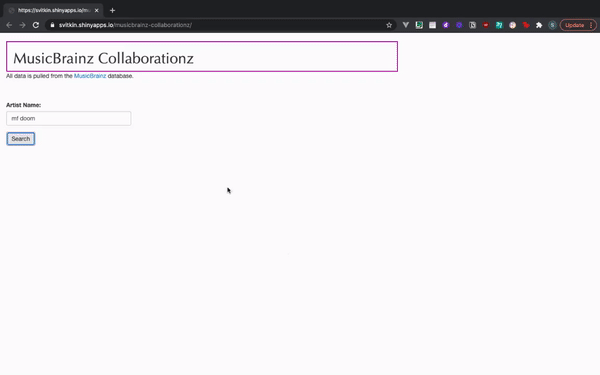 https://svitkin.shinyapps.io/mu
svitkin.shinyapps.io/musicbrainz-collaborationz/
Update
MusicBrainz Collaborationz
All data is pulled from the MusicBrainz database.
Artist Name:
mf doom
Search